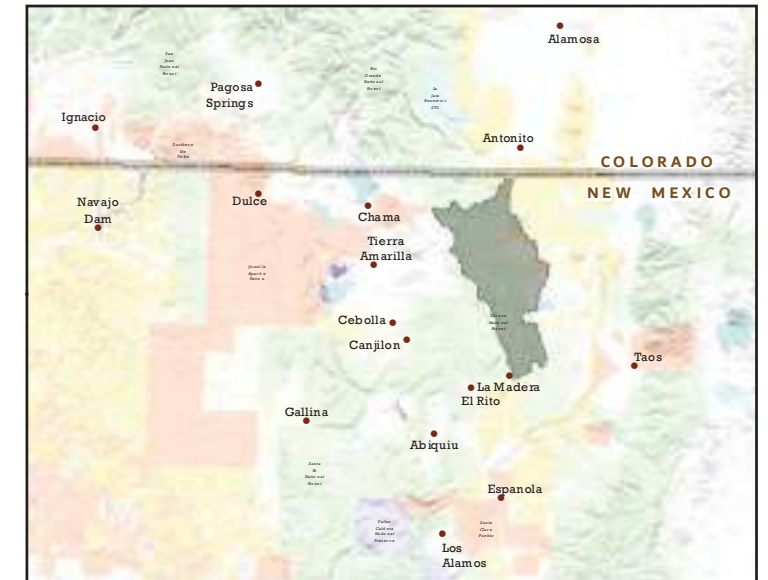 Alamosa
Pagosa
Springs
Ignacio
Antonito
COLORADO
NEW MEXICO
Navajo
Dam
Dulce
Chama
Tierra
Amarilla
Cebolla
Canjilon
Taos
La Madera
El Rito
Gallina
Abiquiu
Espanola
Los
Alamos